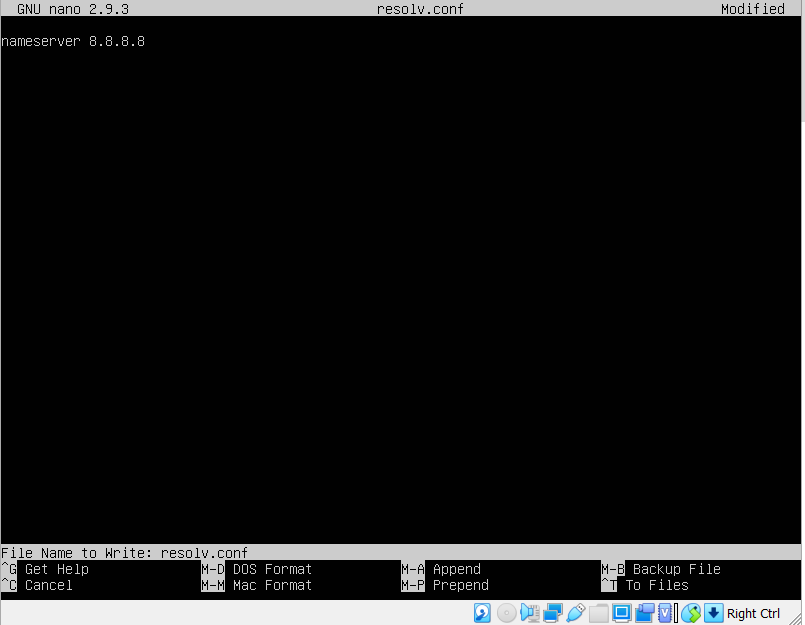 GNU nano 2.9.3 resolv.conf Modified
nameserver 8.8.8.8
File Name to Write: resolv.conf
^G Get Help M-D DOS Format M-A Append M-B Backup File
^C Cancel M-M Mac Format M-P Prepend ^T To Files
Right Ctrl